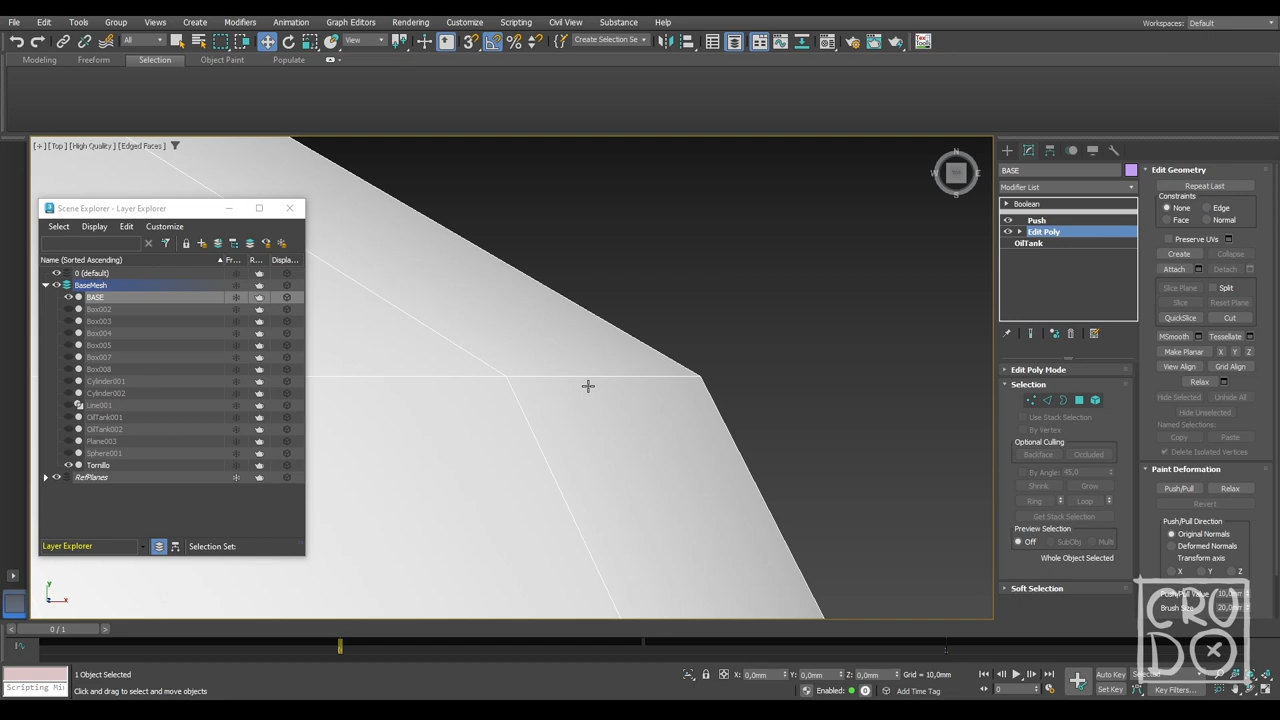 File Edit Tools Group Views Create Modifiers Animation Graph Editors Rendering Customize Scripting Civil View Substance Help
Workspaces: Default
All View Create Selection Se
Modeling Freeform Selection Object Paint Populate
[+] [Top] [High Quality] [Edged Faces]
N
W E
S
Scene Explorer - Layer Explorer
Select Display Edit Customize
Name (Sorted Ascending) Fr... R... Displa...
0 (default)
BaseMesh
BASE
Box002
Box003
Box004
Box005
Box007
Box008
Cylinder001
Cylinder002
Line001
OilTank001
OilTank002
Plane003
Sphere001
Tornillo
RefPlanes
Layer Explorer Selection Set:
y
x
BASE
Modifier List
Boolean
Push
Edit Poly
OilTank
Edit Poly Mode
Selection
Use Stack Selection
By Vertex
Optional Culling
Backface Occluded
By Angle: 45,0
Shrink Grow
Ring Loop
Get Stack Selection
Preview Selection
Off SubObj Multi
Whole Object Selected
Soft Selection
Edit Geometry
Repeat Last
Constraints
None Edge
Face Normal
Preserve UVs
Create Collapse
Attach Detach
Slice Plane Split
Slice Reset Plane
QuickSlice Cut
MSmooth Tessellate
Make Planar X Y Z
View Align Grid Align
Relax
Hide Selected Unhide All
Hide Unselected
Named Selections:
Copy Paste
Delete Isolated Vertices
Paint Deformation
Push/Pull Relax
Revert
Push/Pull Direction
Original Normals
Deformed Normals
Transform axis
X Y Z
Push/Pull Value 10,0mm
Brush Size 20,0mm
CRUDO
0 / 1
1
1 Object Selected
Click and drag to select and move objects
Scripting Mi
X: 0,0mm Y: 0,0mm Z: 0,0mm Grid = 10,0mm
Enabled: Add Time Tag
0
Auto Key Selected
Set Key Key Filters...